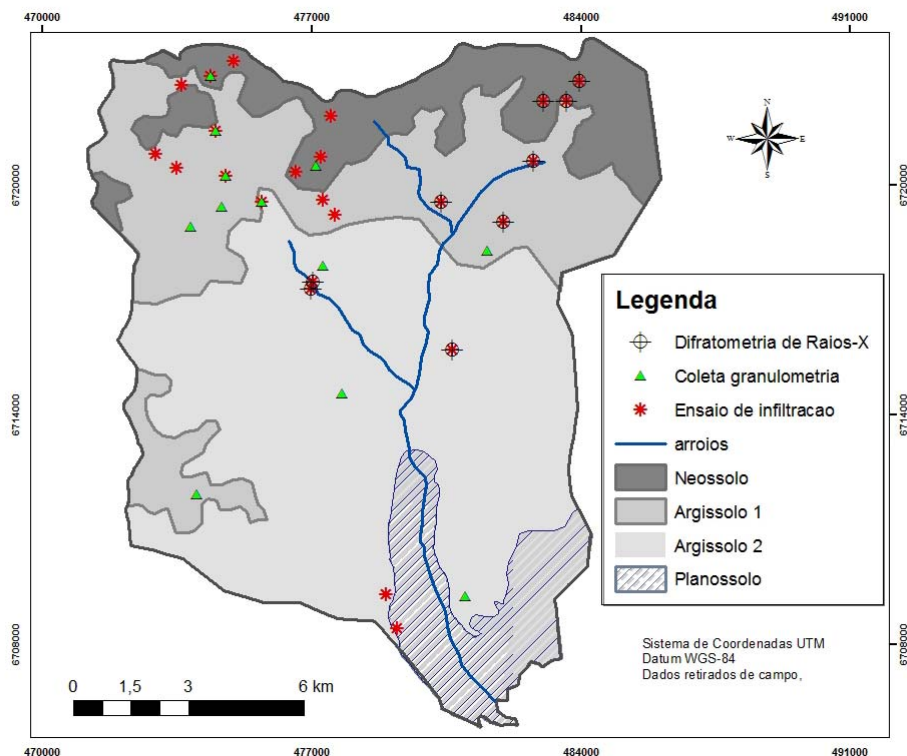 470000 477000 484000 491000
N
W E
S
6720000 6720000
Legenda
Difratometria de Raios-X
Coleta granulometria
Ensaio de infiltracao
arroios
Neossolo
Argissolo 1
Argissolo 2
Planossolo
6714000 6714000
6708000 6708000
Sistema de Coordenadas UTM
Datum WGS-84
Dados retirados de campo,
0 1,5 3 6 km
470000 477000 484000 491000